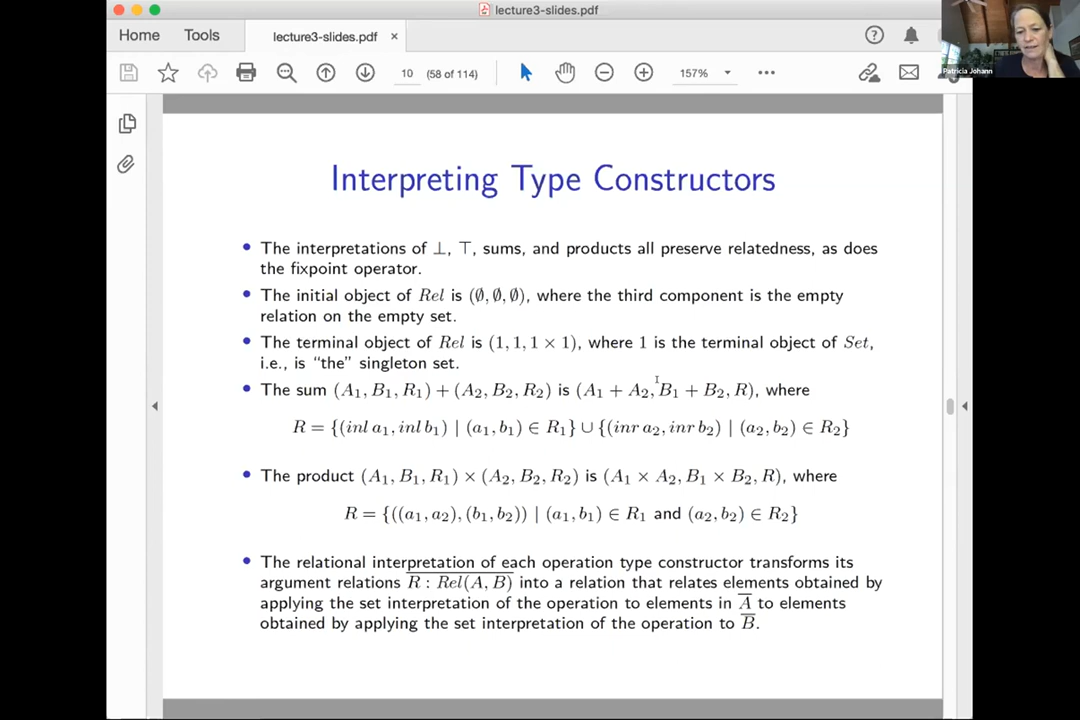 lecture3-slides.pdf
Home Tools lecture3-slides.pdf ×
10 (58 of 114) 157%
Patricia Johann
Interpreting Type Constructors
• The interpretations of ⊥, ⊤, sums, and products all preserve relatedness, as does
the fixpoint operator.
• The initial object of Rel is (∅, ∅, ∅), where the third component is the empty
relation on the empty set.
• The terminal object of Rel is (1, 1, 1 × 1), where 1 is the terminal object of Set,
i.e., is “the” singleton set.
• The sum (A₁, B₁, R₁) + (A₂, B₂, R₂) is (A₁ + A₂, B₁ + B₂, R), where
R = {(inl a₁, inl b₁) | (a₁, b₁) ∈ R₁} ∪ {(inr a₂, inr b₂) | (a₂, b₂) ∈ R₂}
• The product (A₁, B₁, R₁) × (A₂, B₂, R₂) is (A₁ × A₂, B₁ × B₂, R), where
R = {((a₁, a₂), (b₁, b₂)) | (a₁, b₁) ∈ R₁ and (a₂, b₂) ∈ R₂}
• The relational interpretation of each operation type constructor transforms its
argument relations R̅ ̅:̅ ̅R̅e̅l̅(̅A̅,̅ ̅B̅)̅ into a relation that relates elements obtained by
applying the set interpretation of the operation to elements in A̅ to elements
obtained by applying the set interpretation of the operation to B̅.